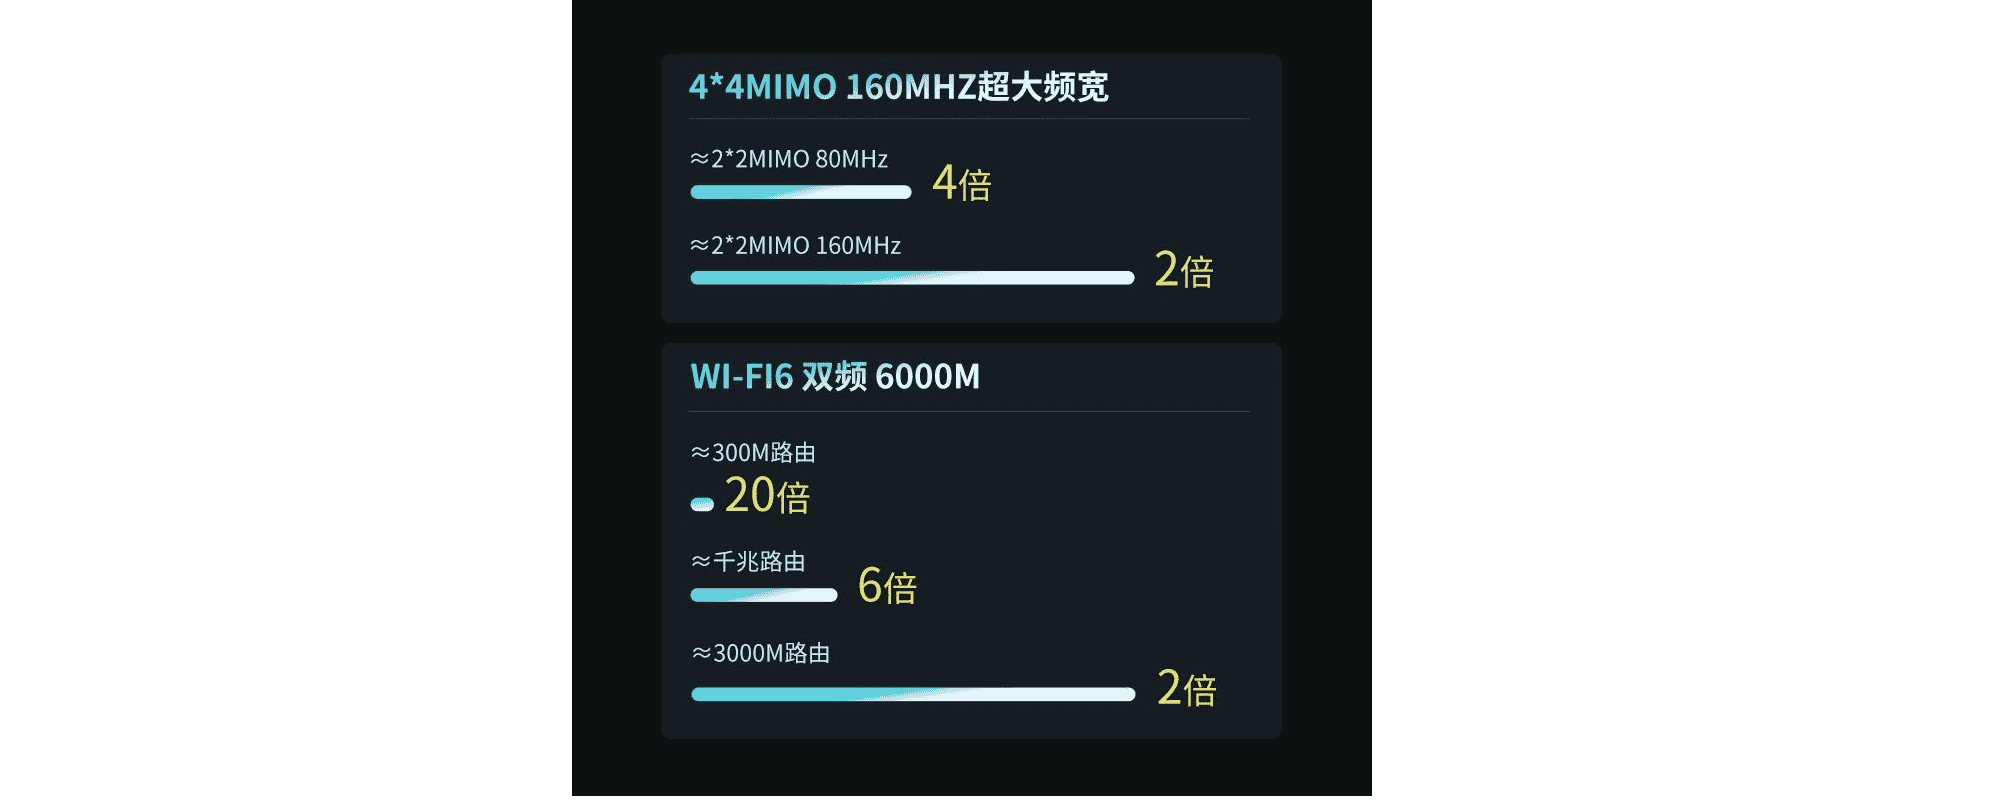 4*4MIMO 160MHZ超大频宽
≈2*2MIMO 80MHz
4倍
≈2*2MIMO 160MHz
2倍
WI-FI6 双频 6000M
≈300M路由
20倍
≈千兆路由
6倍
≈3000M路由
2倍